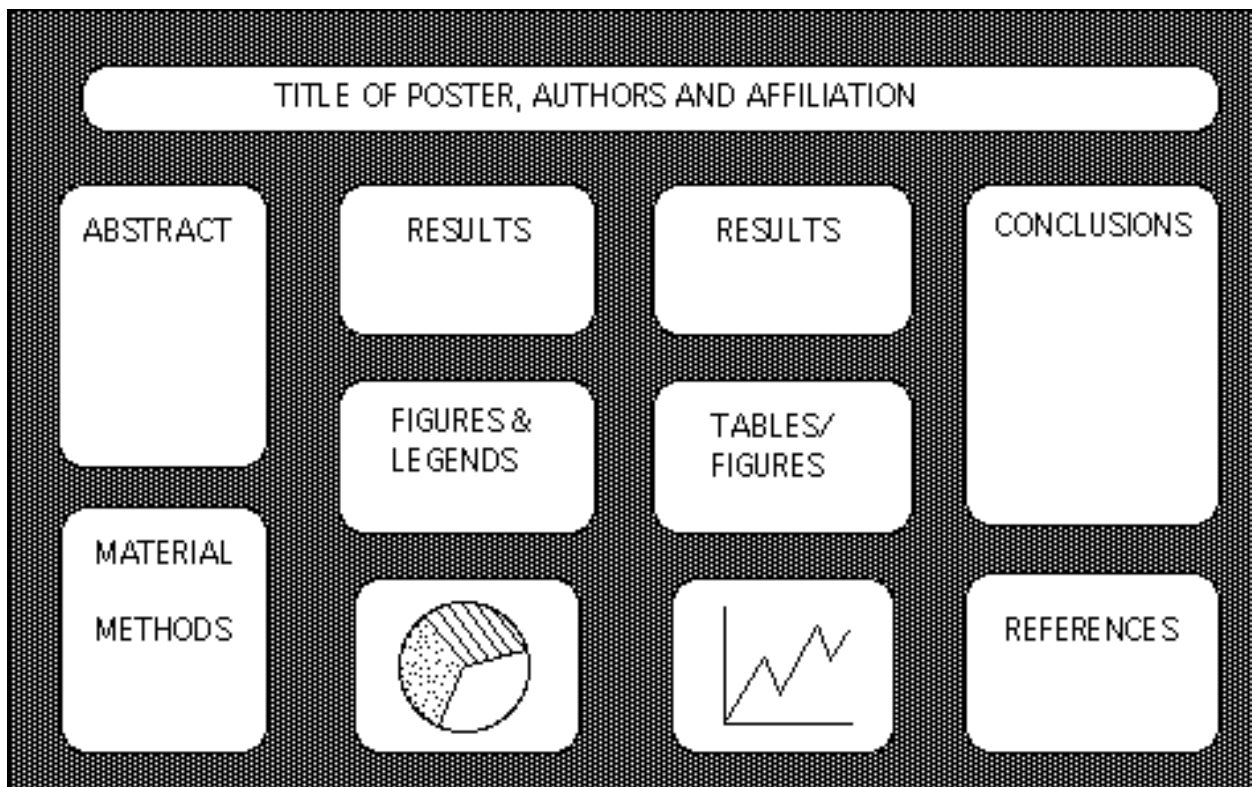 TITLE OF POSTER, AUTHORS AND AFFILIATION
ABSTRACT
MATERIAL
METHODS
RESULTS
FIGURES &
LEGENDS
RESULTS
TABLES/
FIGURES
CONCLUSIONS
REFERENCES